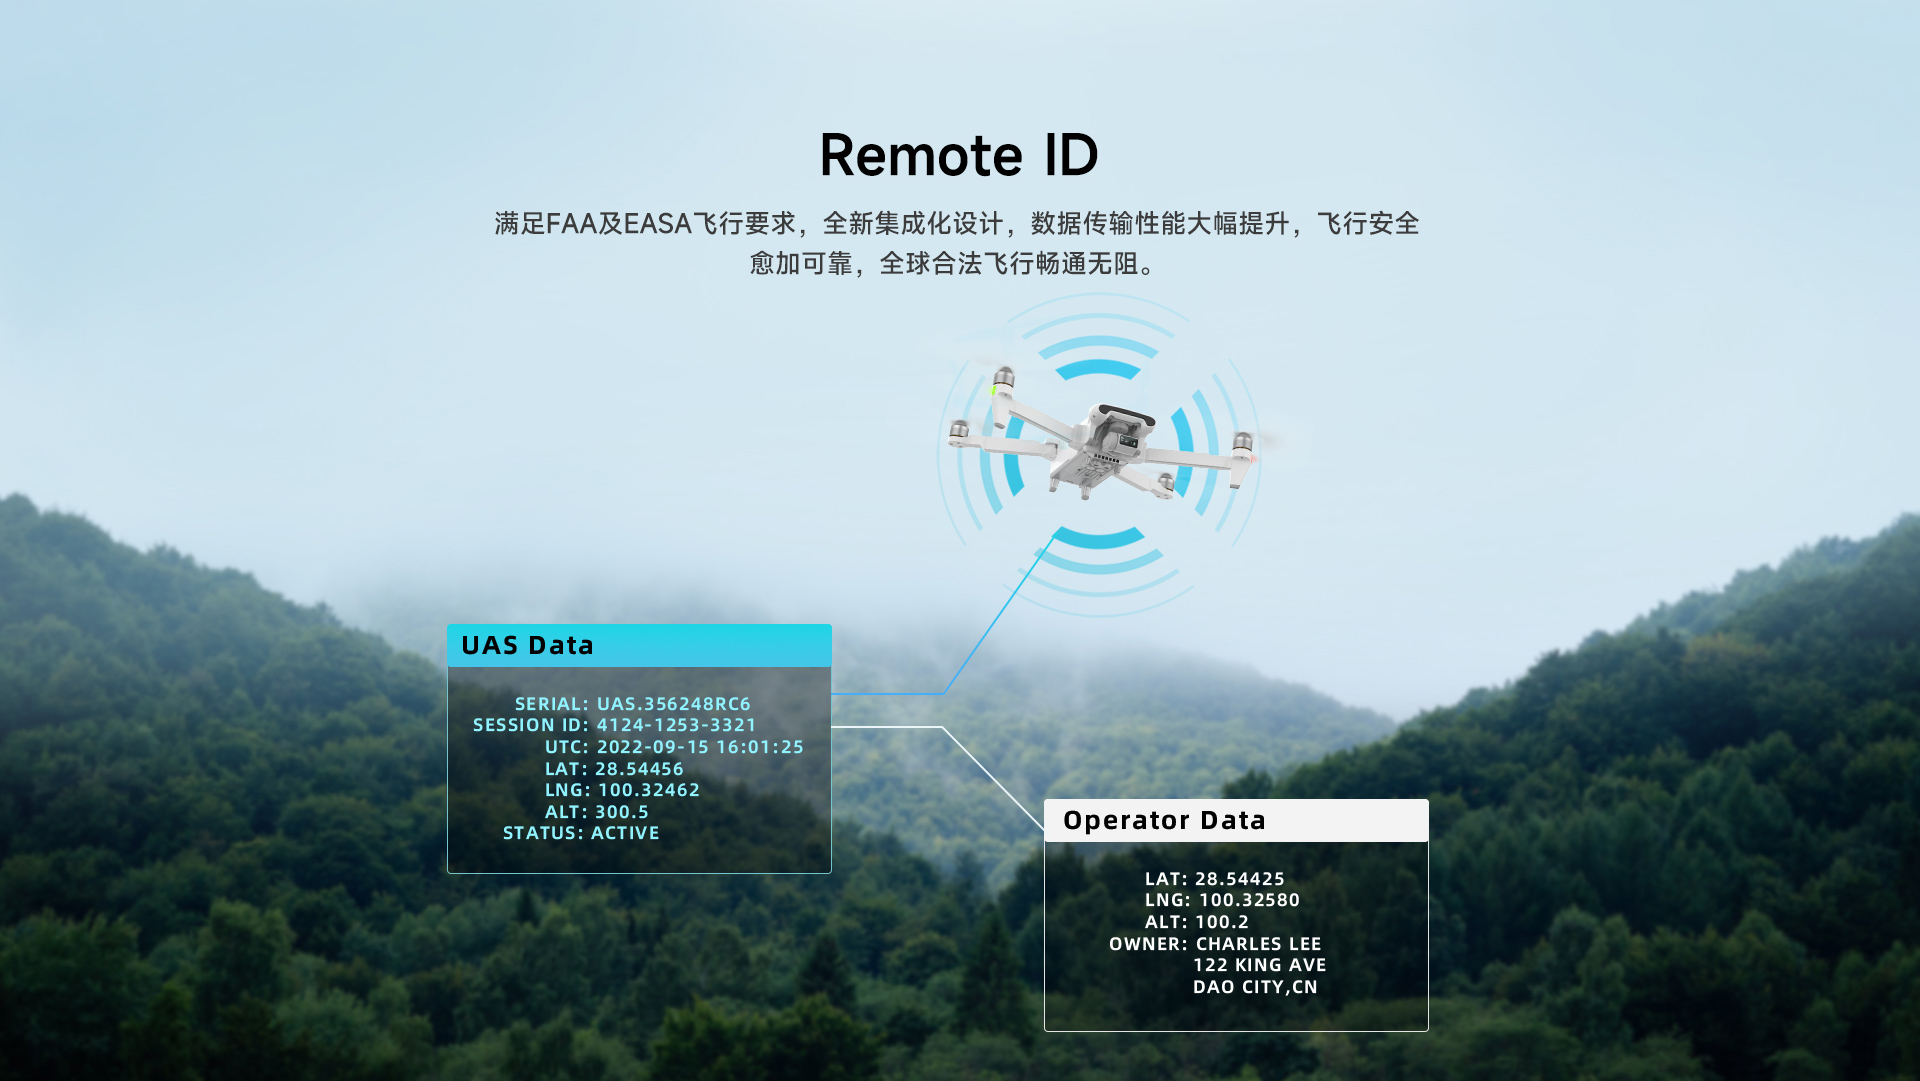 Remote ID
满足FAA及EASA飞行要求，全新集成化设计，数据传输性能大幅提升，飞行安全
愈加可靠，全球合法飞行畅通无阻。
UAS Data
SERIAL: UAS.356248RC6
SESSION ID: 4124-1253-3321
UTC: 2022-09-15 16:01:25
LAT: 28.54456
LNG: 100.32462
ALT: 300.5
STATUS: ACTIVE
Operator Data
LAT: 28.54425
LNG: 100.32580
ALT: 100.2
OWNER: CHARLES LEE
122 KING AVE
DAO CITY,CN